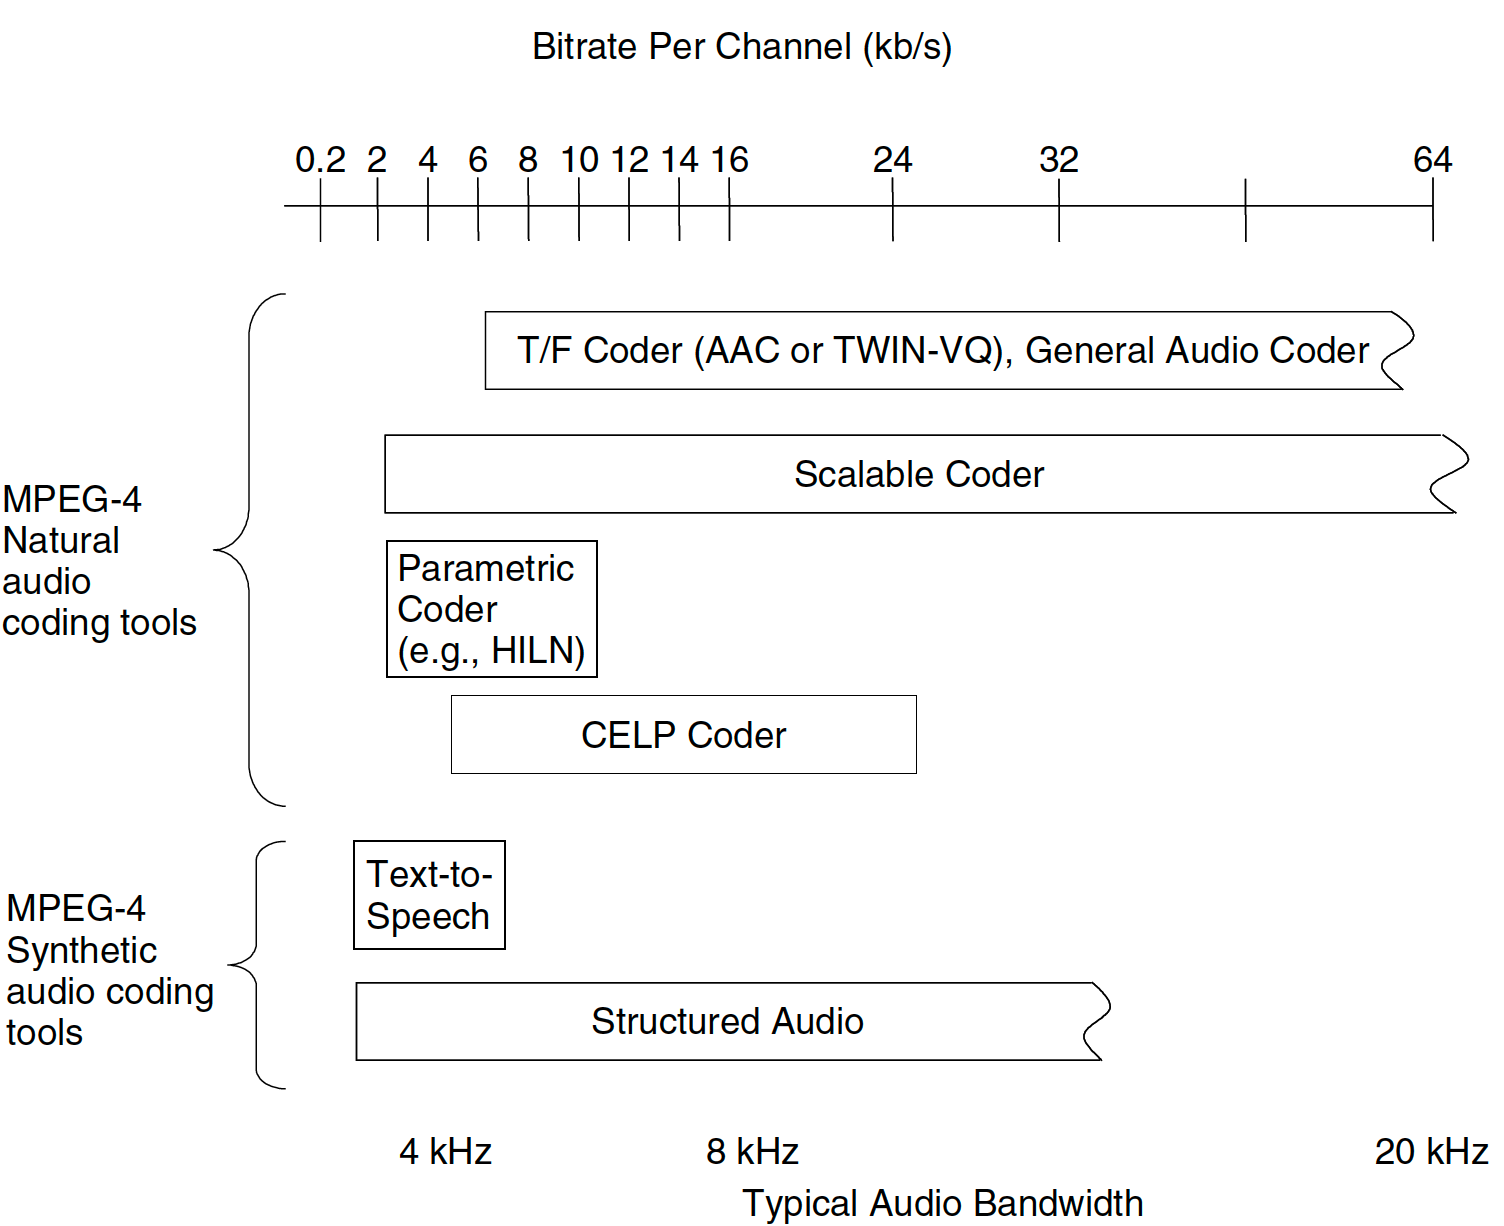 Bitrate Per Channel (kb/s)
0.2 2 4 6 8 10 12 14 16 24 32 64
T/F Coder (AAC or TWIN-VQ), General Audio Coder
Scalable Coder
MPEG-4
Natural
audio
coding tools
Parametric
Coder
(e.g., HILN)
CELP Coder
Text-to-
Speech
MPEG-4
Synthetic
audio coding
tools
Structured Audio
4 kHz 8 kHz 20 kHz
Typical Audio Bandwidth